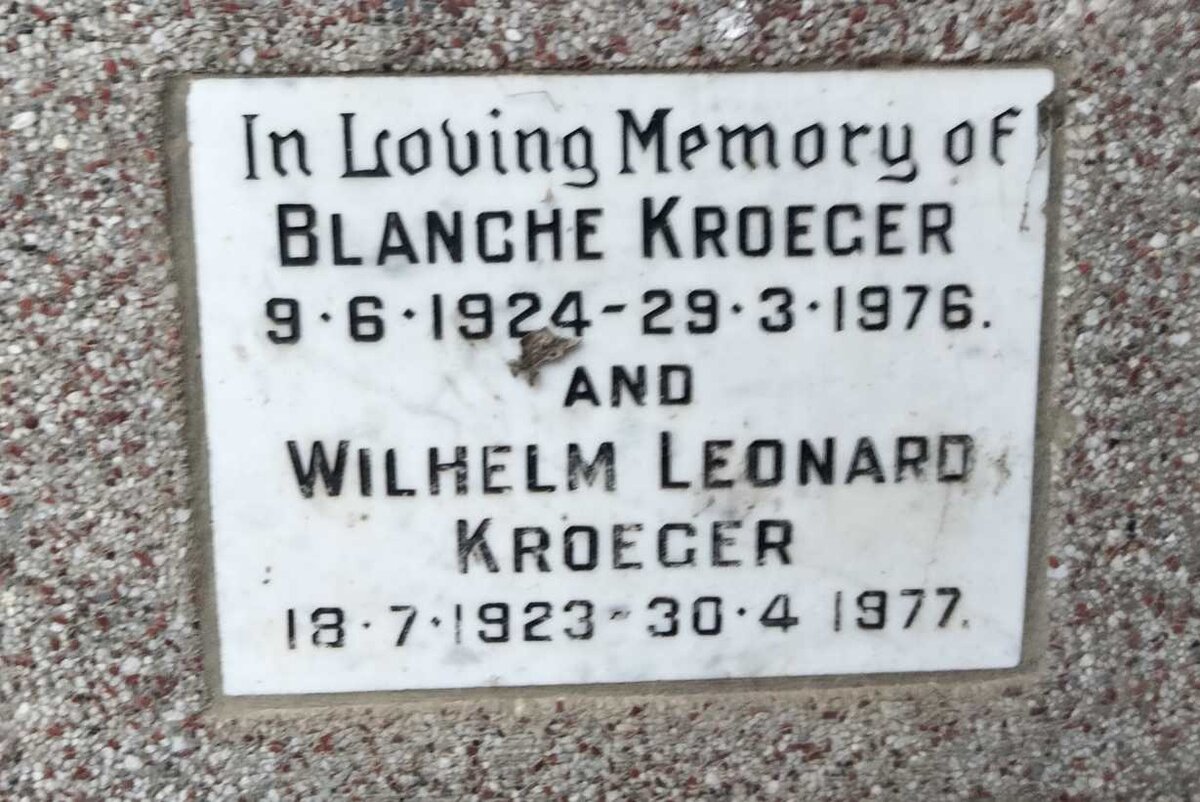 In Loving Memory of
BLANCHE KROEGER
9·6·1924-29·3·1976.
AND
WILHELM LEONARD
KROEGER
18·7·1923-30·4 1977.